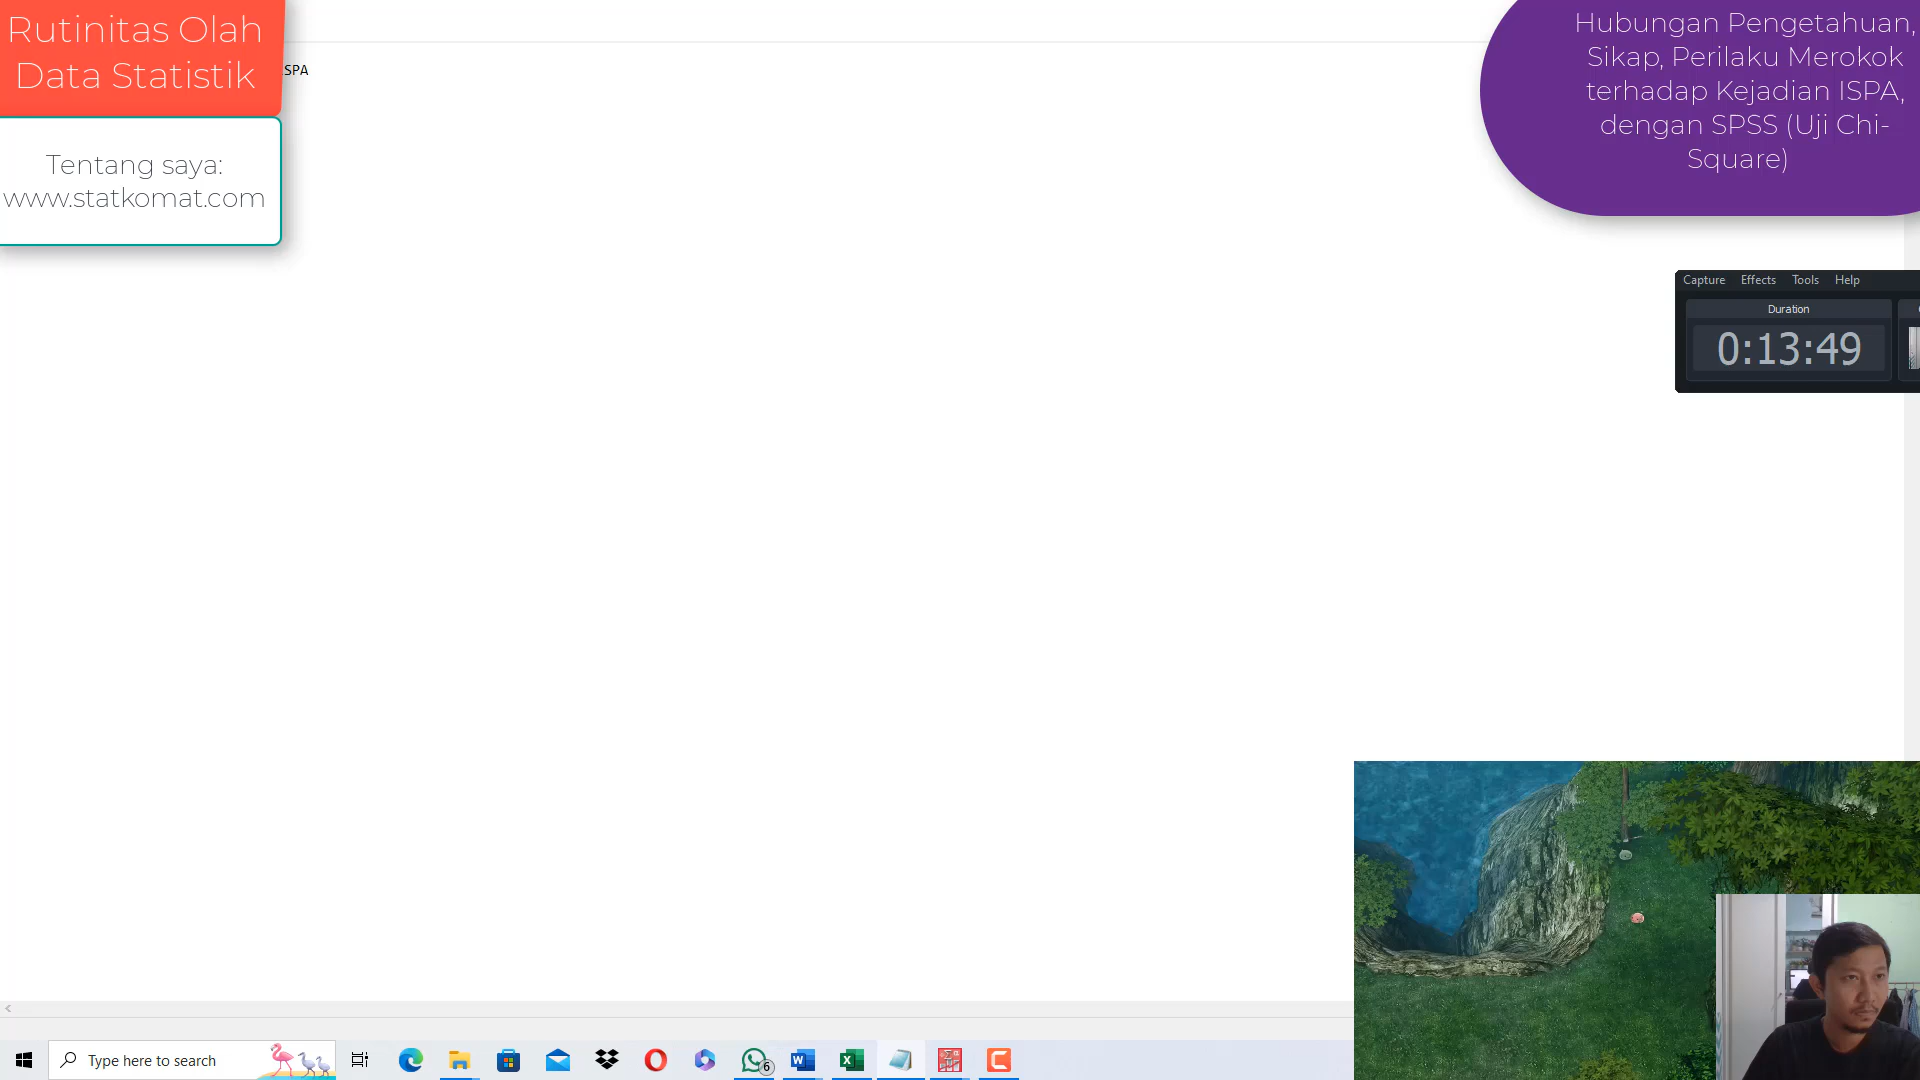 Rutinitas Olah
Data Statistik
Tentang saya:
www.statkomat.com
ISPA
Hubungan Pengetahuan,
Sikap, Perilaku Merokok
terhadap Kejadian ISPA,
dengan SPSS (Uji Chi-
Square)
Capture Effects Tools Help
Duration
0:13:49
Type here to search
6